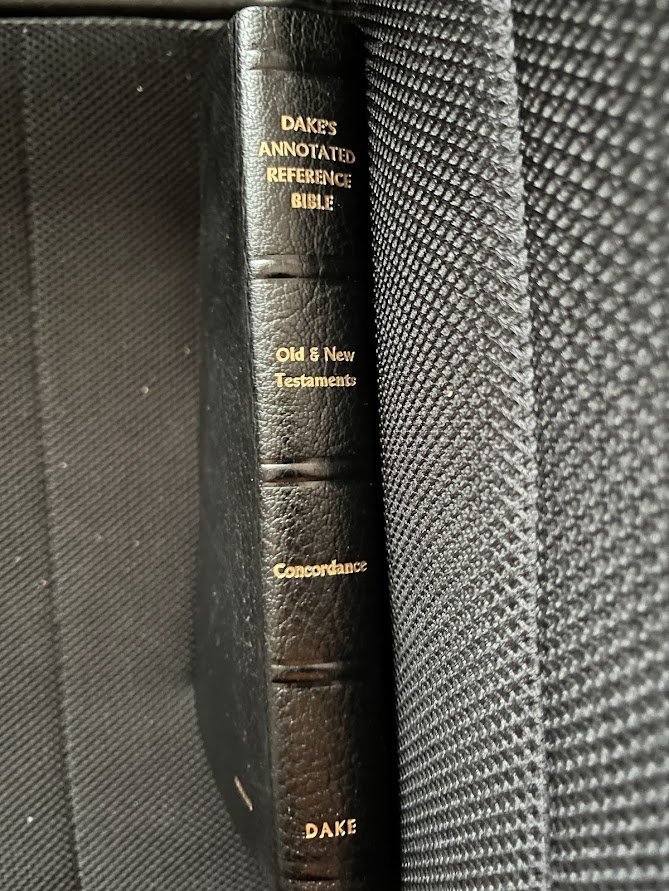 DAKE'S
ANNOTATED
REFERENCE
BIBLE
Old & New
Testaments
Concordance
DAKE